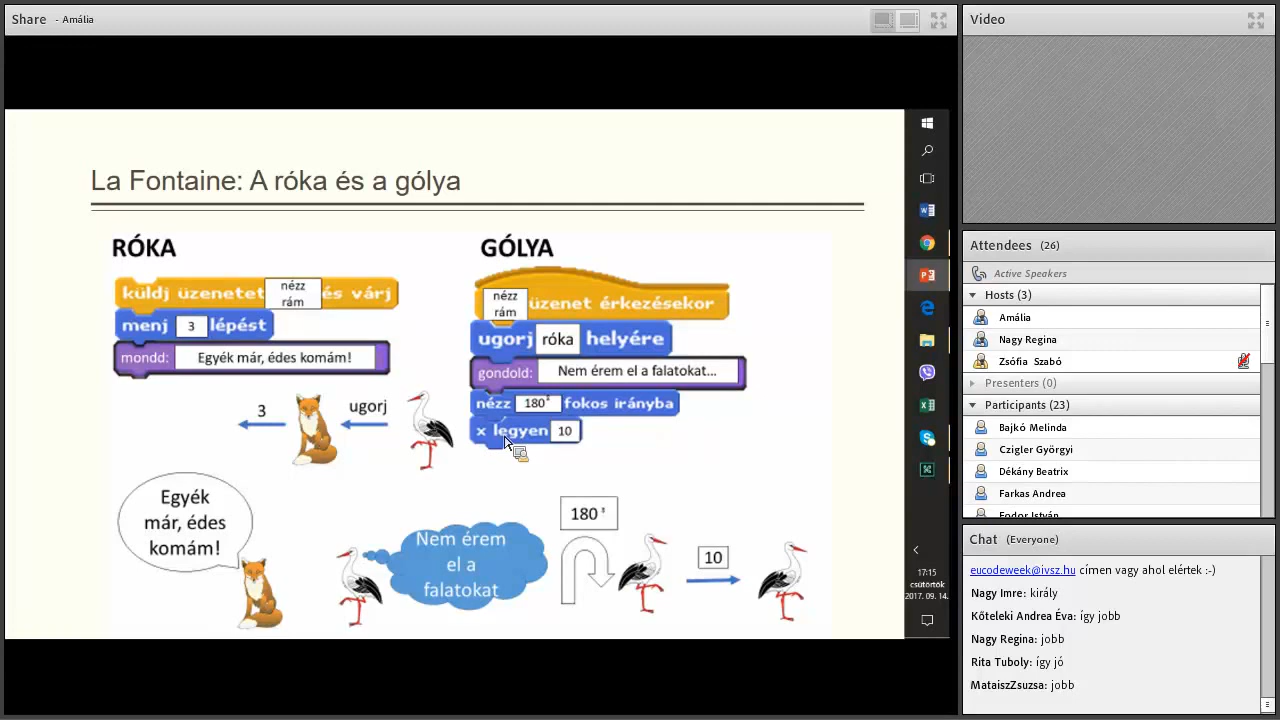 Share - Amália
Video
La Fontaine: A róka és a gólya
RÓKA
küldj üzenetet nézz rám és várj
menj 3 lépést
mondd: Egyék már, édes komám!
3
ugorj
Egyék
már, édes
komám!
GÓLYA
nézz rám üzenet érkezésekor
ugorj róka helyére
gondold: Nem érem el a falatokat...
nézz 180° fokos irányba
x legyen 10
Nem érem
el a
falatokat
180°
10
17:15
csütörtök
2017. 09. 14.
Attendees (26)
Active Speakers
Hosts (3)
Amália
Nagy Regina
Zsófia Szabó
Presenters (0)
Participants (23)
Bajkó Melinda
Czigler Györgyi
Dékány Beatrix
Farkas Andrea
Fodor István
Chat (Everyone)
eucodeweek@ivsz.hu címen vagy ahol elértek :-)
Nagy Imre: király
Kőteleki Andrea Éva: így jobb
Nagy Regina: jobb
Rita Tuboly: így jó
MataiszZsuzsa: jobb